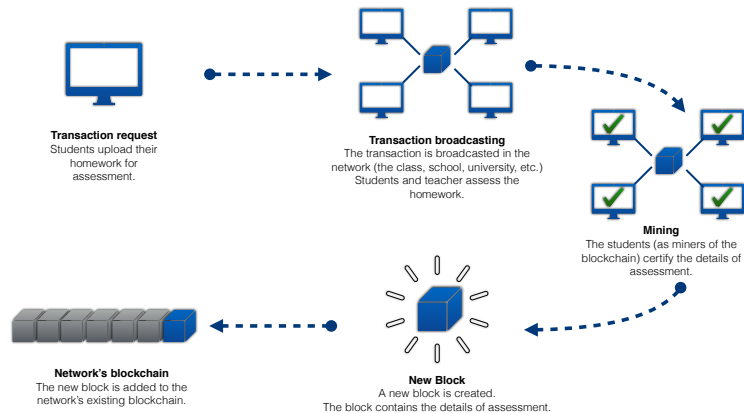 Transaction request
Students upload their
homework for
assessment.
Transaction broadcasting
The transaction is broadcasted in the
network (the class, school, university, etc.)
Students and teacher assess the
homework.
Mining
The students (as miners of the
blockchain) certify the details of
assessment.
New Block
A new block is created.
The block contains the details of assessment.
Network's blockchain
The new block is added to the
network's existing blockchain.